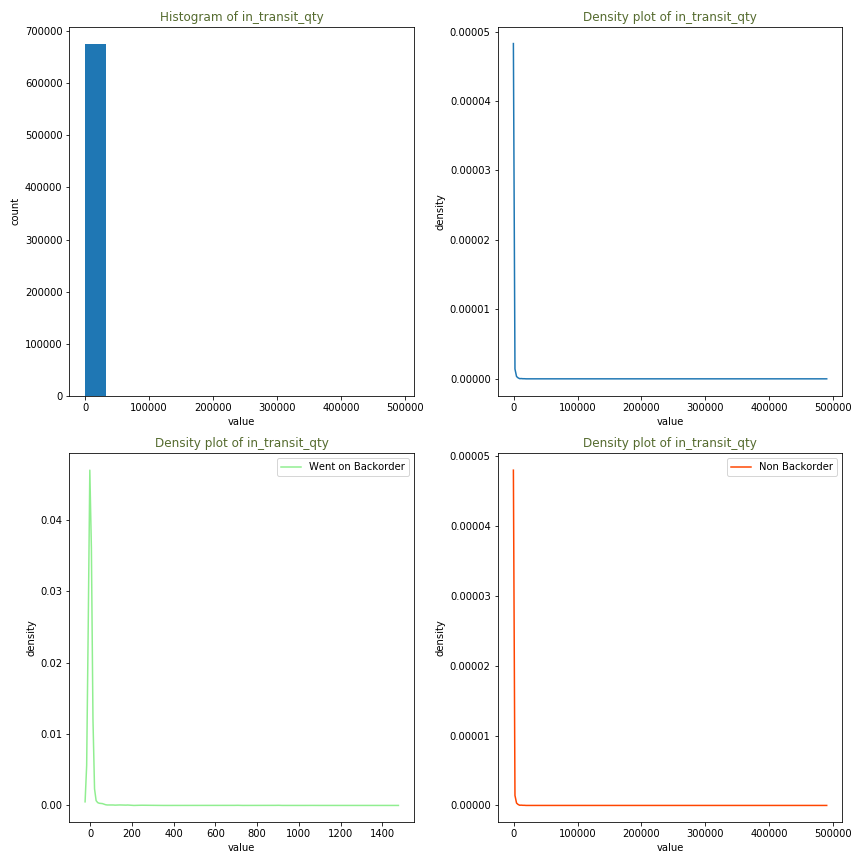 Histogram of in_transit_qty
700000
600000
500000
400000
300000
200000
100000
0
count
0 100000 200000 300000 400000 500000
value
Density plot of in_transit_qty
0.00005
0.00004
0.00003
0.00002
0.00001
0.00000
density
0 100000 200000 300000 400000 500000
value
Density plot of in_transit_qty
Went on Backorder
0.04
0.03
0.02
0.01
0.00
density
0 200 400 600 800 1000 1200 1400
value
Density plot of in_transit_qty
Non Backorder
0.00005
0.00004
0.00003
0.00002
0.00001
0.00000
density
0 100000 200000 300000 400000 500000
value